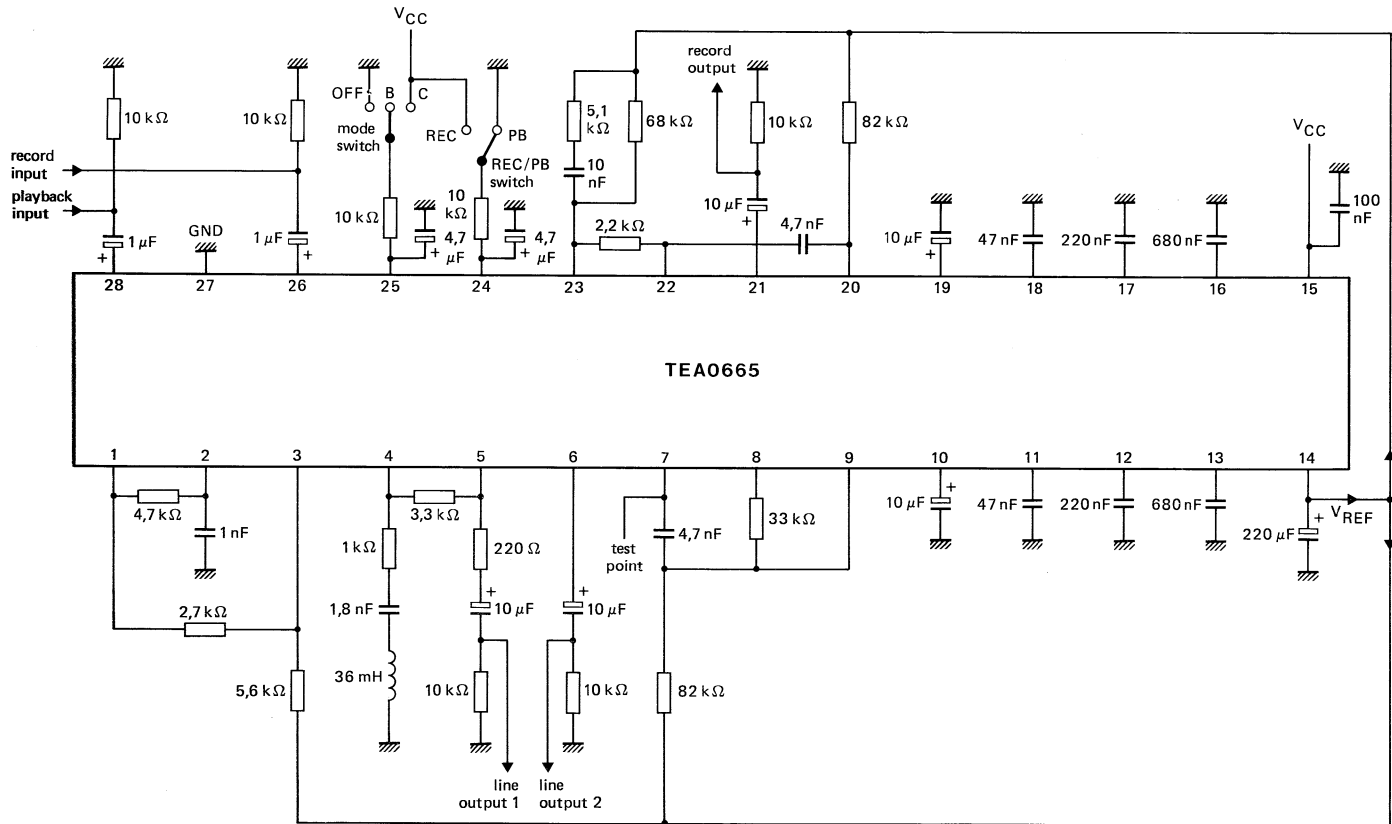 VCC
record
output
OFF
B
C
10 kΩ
10 kΩ
mode
switch
REC
PB
REC/PB
switch
5,1
kΩ
68 kΩ
10 kΩ
82 kΩ
VCC
record
input
playback
input
10
nF
100
nF
10 kΩ
10
kΩ
10 μF
+
1 μF
+
GND
1 μF
+
4,7
μF
+
4,7
μF
+
2,2 kΩ
4,7 nF
10 μF
+
47 nF
220 nF
680 nF
28
27
26
25
24
23
22
21
20
19
18
17
16
15
TEA0665
1
2
3
4
5
6
7
8
9
10
11
12
13
14
4,7 kΩ
1 nF
3,3 kΩ
1 kΩ
220 Ω
test
point
4,7 nF
33 kΩ
10 μF
+
47 nF
220 nF
680 nF
VREF
220 μF
+
2,7 kΩ
1,8 nF
+
10 μF
+
10 μF
5,6 kΩ
36 mH
10 kΩ
10 kΩ
82 kΩ
line
output 1
line
output 2